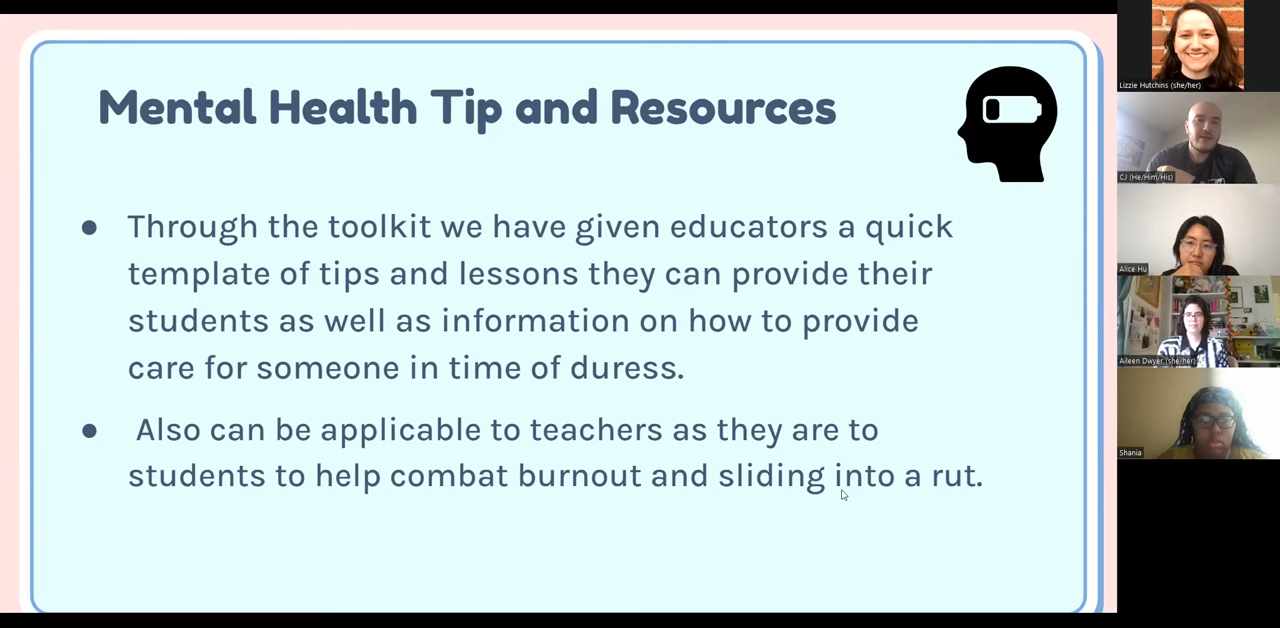 Mental Health Tip and Resources
● Through the toolkit we have given educators a quick
template of tips and lessons they can provide their
students as well as information on how to provide
care for someone in time of duress.
● Also can be applicable to teachers as they are to
students to help combat burnout and sliding into a rut.
Lizzie Hutchins (she/her)
CJ (He/Him/His)
Alice Hu
Aileen Dwyer (she/her)
Shania